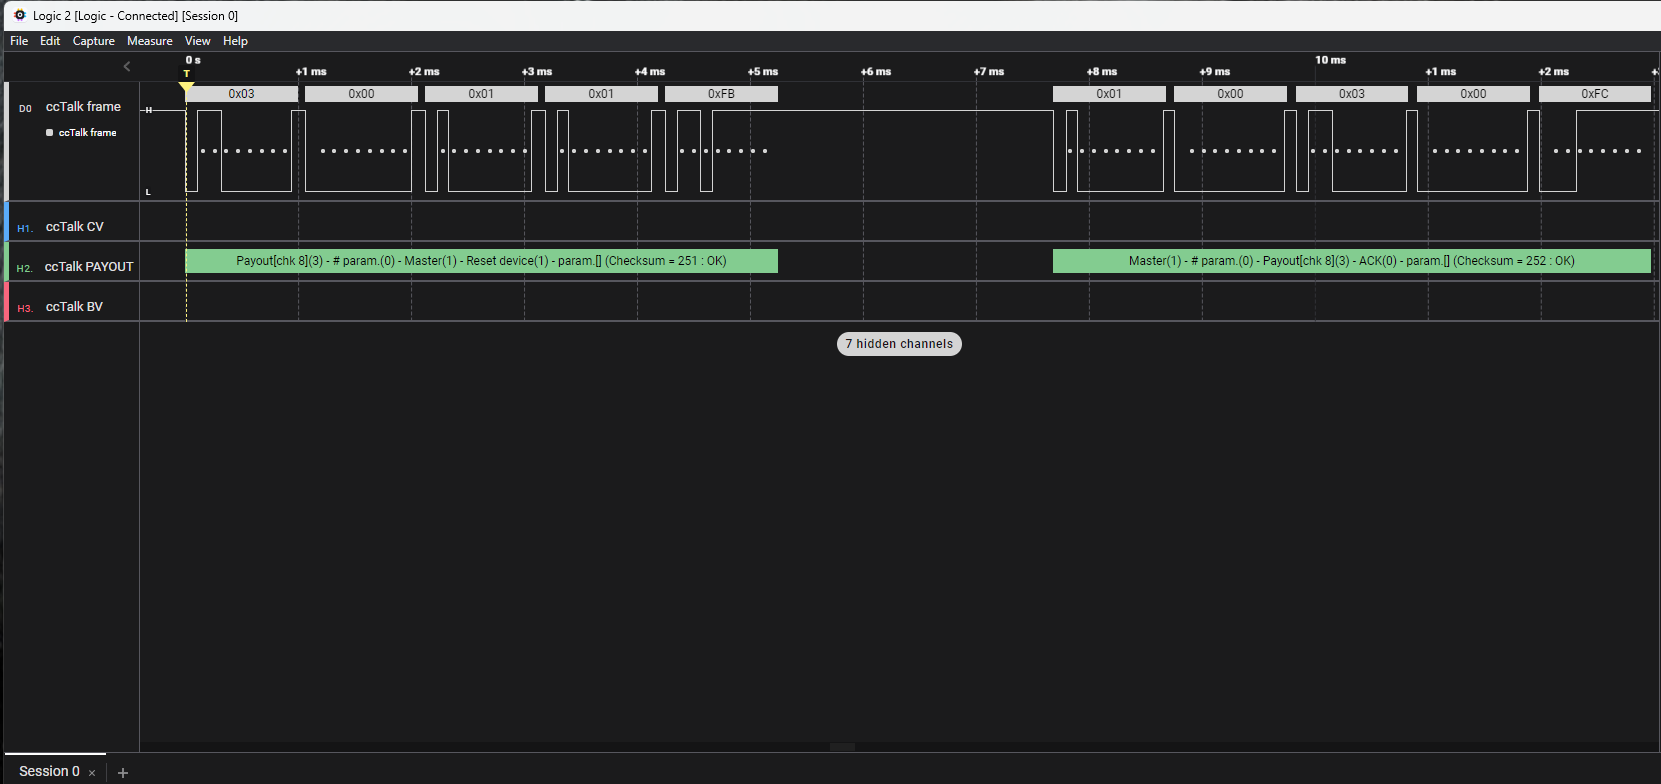 Logic 2 [Logic - Connected] [Session 0]
File Edit Capture Measure View Help
0 s 10 ms
T +1 ms +2 ms +3 ms +4 ms +5 ms +6 ms +7 ms +8 ms +9 ms +1 ms +2 ms
0x03 0x00 0x01 0x01 0xFB 0x01 0x00 0x03 0x00 0xFC
D0 ccTalk frame H
ccTalk frame
L
H1. ccTalk CV
H2. ccTalk PAYOUT Payout[chk 8](3) - # param.(0) - Master(1) - Reset device(1) - param.[] (Checksum = 251 : OK) Master(1) - # param.(0) - Payout[chk 8](3) - ACK(0) - param.[] (Checksum = 252 : OK)
H3. ccTalk BV
7 hidden channels
Session 0 × +